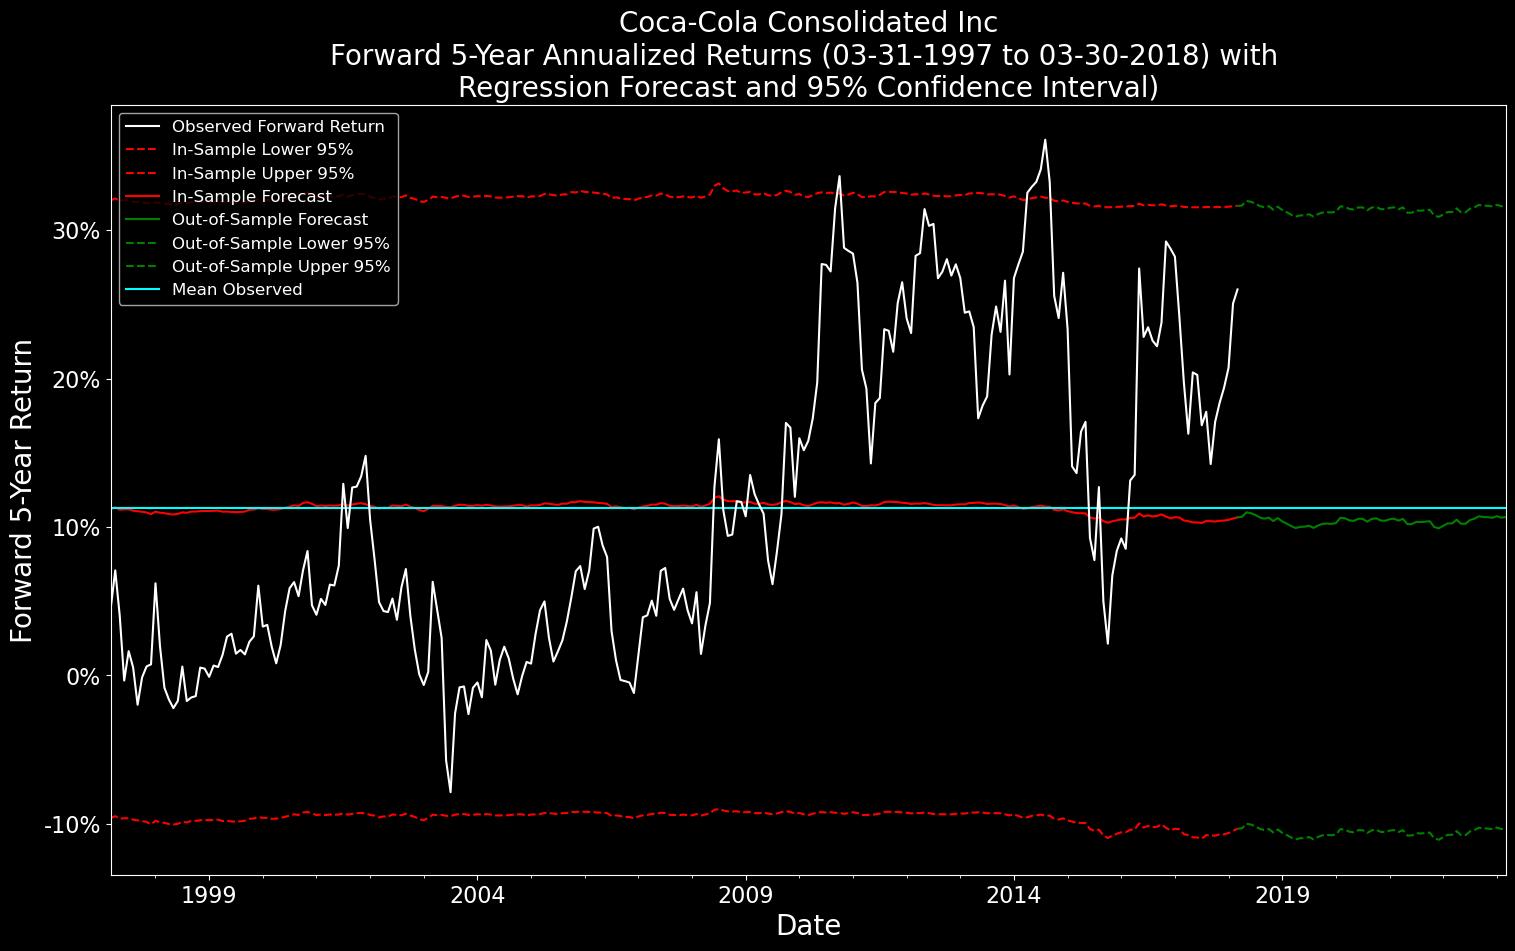 Coca-Cola Consolidated Inc
Forward 5-Year Annualized Returns (03-31-1997 to 03-30-2018) with
Regression Forecast and 95% Confidence Interval)
Observed Forward Return
In-Sample Lower 95%
In-Sample Upper 95%
In-Sample Forecast
Out-of-Sample Forecast
Out-of-Sample Lower 95%
Out-of-Sample Upper 95%
Mean Observed
Forward 5-Year Return
30%
20%
10%
0%
-10%
1999 2004 2009 2014 2019
Date